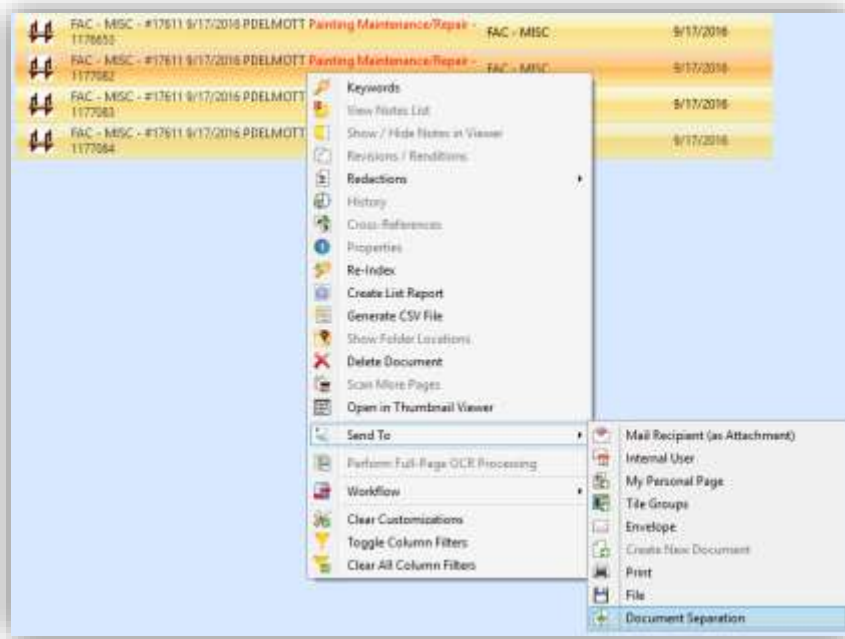 FAC - MISC - #17611 9/17/2016 PDELMOTT Painting Maintenance/Repair - FAC - MISC 9/17/2016
1176653
FAC - MISC - #17611 9/17/2016 PDELMOTT Painting Maintenance/Repair - FAC - MISC 9/17/2016
1177082
FAC - MISC - #17611 9/17/2016 PDELMOTT 9/17/2016
1177083
FAC - MISC - #17611 9/17/2016 PDELMOTT 9/17/2016
1177084
Keywords
View Notes List
Show / Hide Notes in Viewer
Revisions / Renditions
Redactions
History
Cross-References
Properties
Re-Index
Create List Report
Generate CSV File
Show Folder Locations
Delete Document
Scan More Pages
Open in Thumbnail Viewer
Send To
Perform Full-Page OCR Processing
Workflow
Clear Customizations
Toggle Column Filters
Clear All Column Filters
Mail Recipient (as Attachment)
Internal User
My Personal Page
Tile Groups
Envelope
Create New Document
Print
File
Document Separation